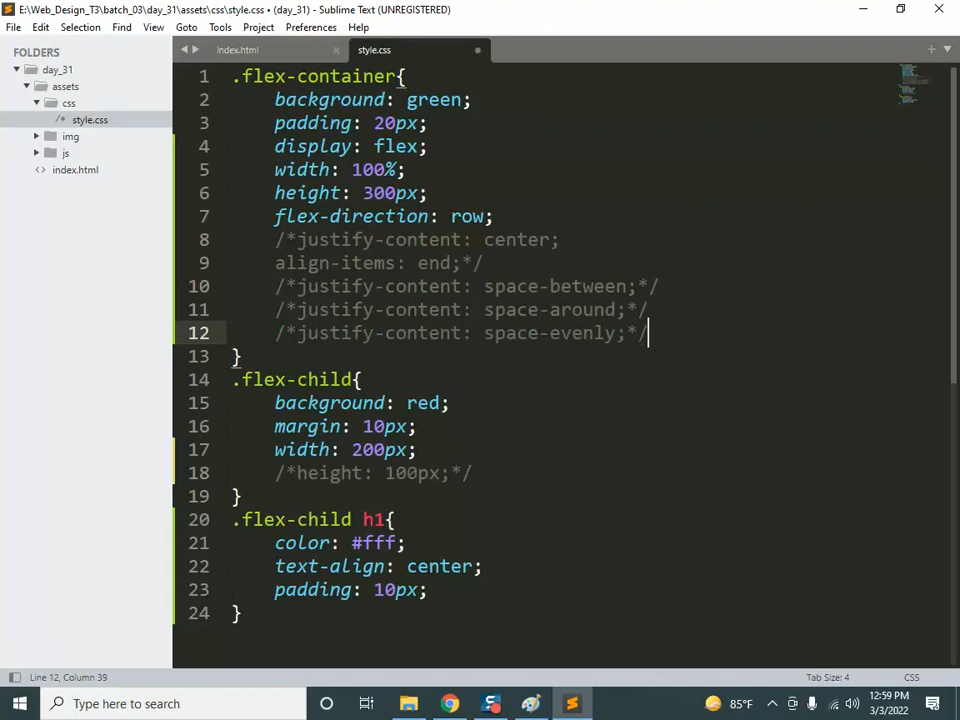 E:\Web_Design_T3\batch_03\day_31\assets\css\style.css • (day_31) - Sublime Text (UNREGISTERED)
File Edit Selection Find View Goto Tools Project Preferences Help
FOLDERS
day_31
assets
css
/* style.css
img
js
<> index.html
index.html
style.css
1 .flex-container{
2 background: green;
3 padding: 20px;
4 display: flex;
5 width: 100%;
6 height: 300px;
7 flex-direction: row;
8 /*justify-content: center;
9 align-items: end;*/
10 /*justify-content: space-between;*/
11 /*justify-content: space-around;*/
12 /*justify-content: space-evenly;*/
13 }
14 .flex-child{
15 background: red;
16 margin: 10px;
17 width: 200px;
18 /*height: 100px;*/
19 }
20 .flex-child h1{
21 color: #fff;
22 text-align: center;
23 padding: 10px;
24 }
Line 12, Column 39
Tab Size: 4
CSS
Type here to search
85°F
12:59 PM
3/3/2022